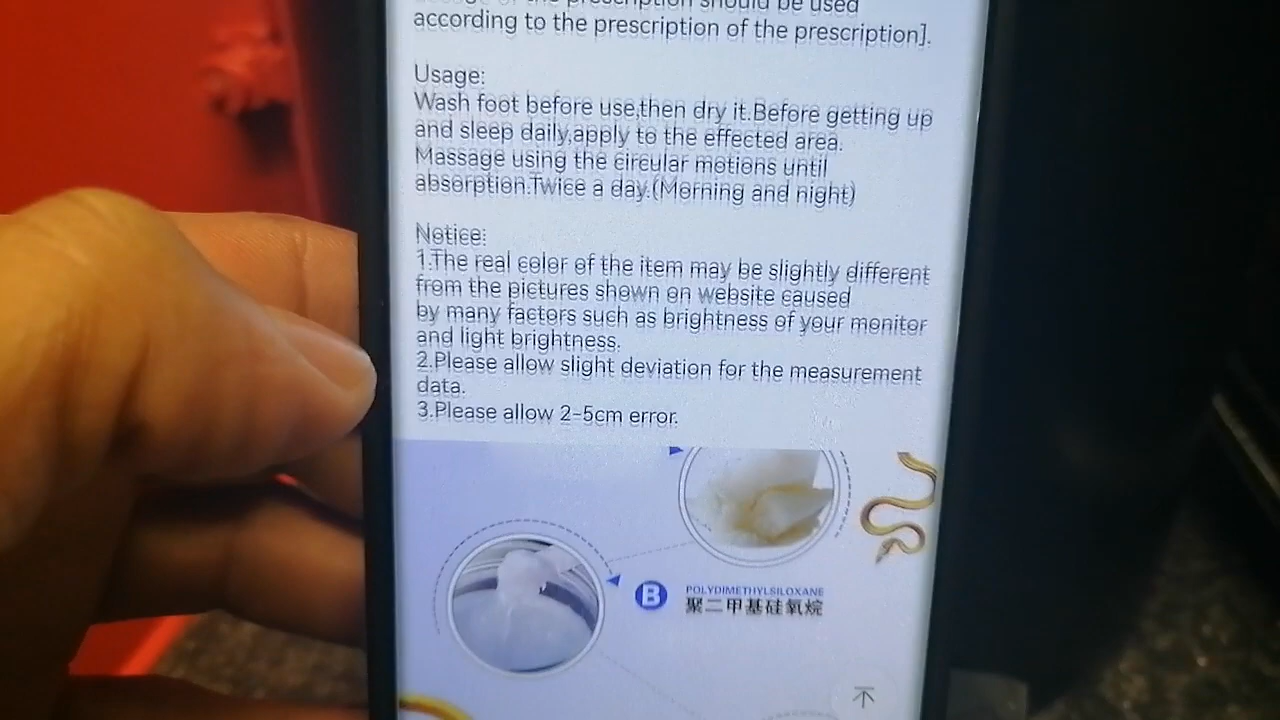 prescription should be used
according to the prescription of the prescription].
Usage:
Wash foot before use,then dry it.Before getting up
and sleep daily,apply to the effected area.
Massage using the circular motions until
absorption.Twice a day.(Morning and night)
Notice:
1.The real color of the item may be slightly different
from the pictures shown on website caused
by many factors such as brightness of your monitor
and light brightness.
2.Please allow slight deviation for the measurement
data.
3.Please allow 2-5cm error.
B POLYDIMETHYLSILOXANE
聚二甲基硅氧烷